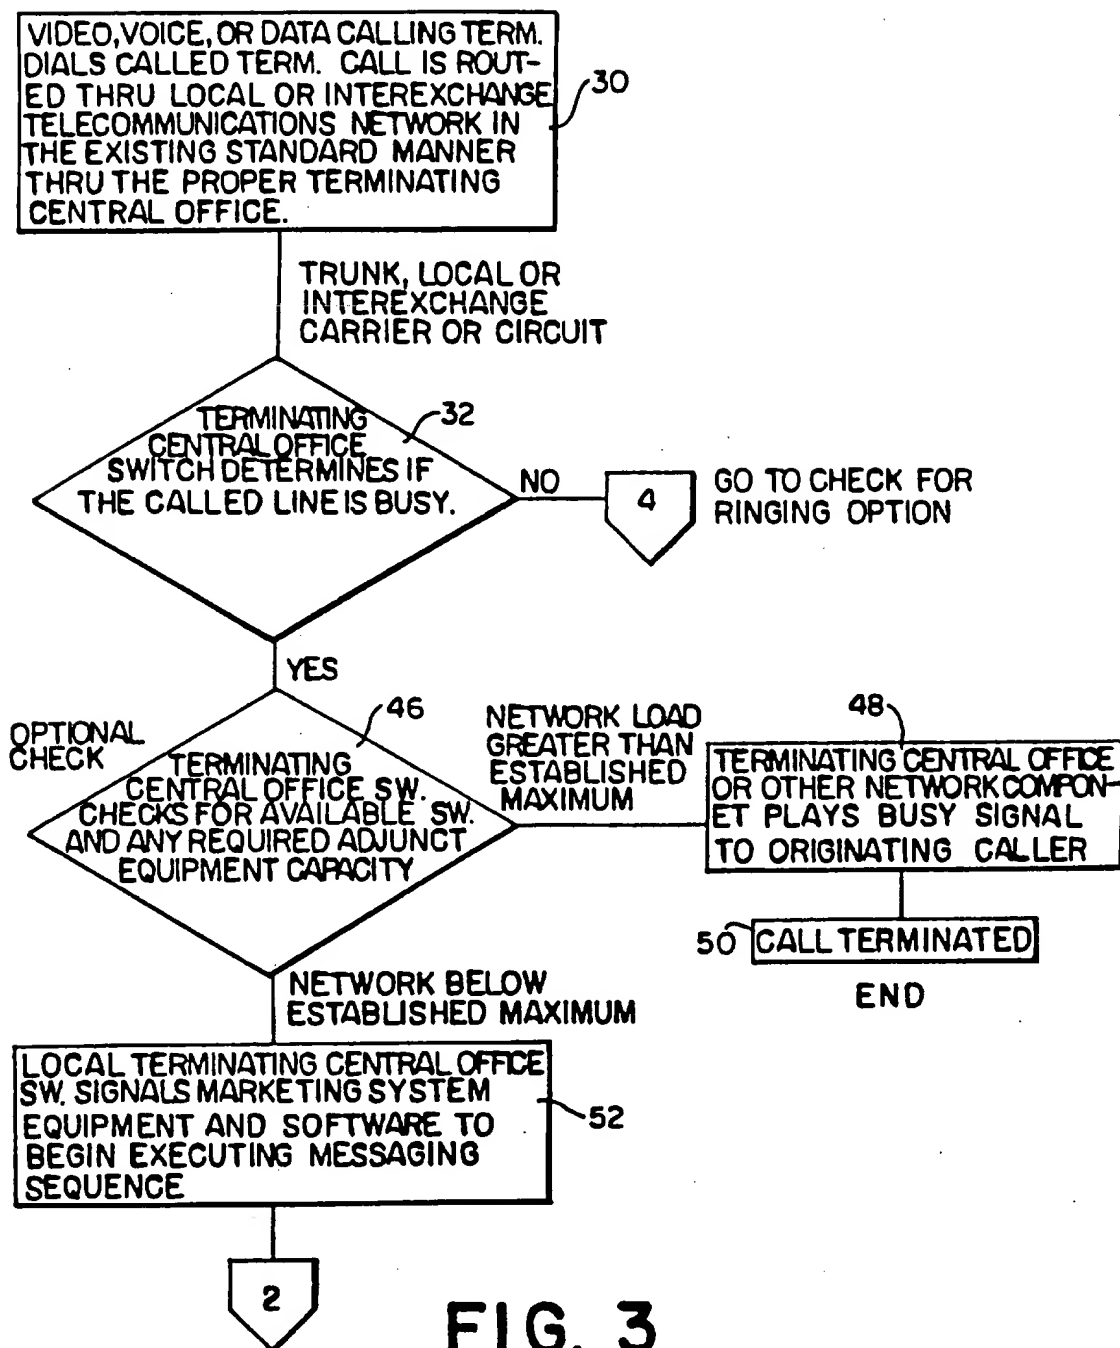 VIDEO, VOICE, OR DATA CALLING TERM.
DIALS CALLED TERM. CALL IS ROUT-
ED THRU LOCAL OR INTEREXCHANGE
TELECOMMUNICATIONS NETWORK IN
THE EXISTING STANDARD MANNER
THRU THE PROPER TERMINATING
CENTRAL OFFICE.
30
TRUNK, LOCAL OR
INTEREXCHANGE
CARRIER OR CIRCUIT
TERMINATING
CENTRAL OFFICE
SWITCH DETERMINES IF
THE CALLED LINE IS BUSY.
32
NO
4
GO TO CHECK FOR
RINGING OPTION
YES
OPTIONAL
CHECK
46
TERMINATING
CENTRAL OFFICE SW.
CHECKS FOR AVAILABLE SW.
AND ANY REQUIRED ADJUNCT
EQUIPMENT CAPACITY
NETWORK LOAD
GREATER THAN
ESTABLISHED
MAXIMUM
48
TERMINATING CENTRAL OFFICE
OR OTHER NETWORK COMPON-
ET PLAYS BUSY SIGNAL
TO ORIGINATING CALLER
50
CALL TERMINATED
END
NETWORK BELOW
ESTABLISHED MAXIMUM
LOCAL TERMINATING CENTRAL OFFICE
SW. SIGNALS MARKETING SYSTEM
EQUIPMENT AND SOFTWARE TO
BEGIN EXECUTING MESSAGING
SEQUENCE
52
2
FIG. 3